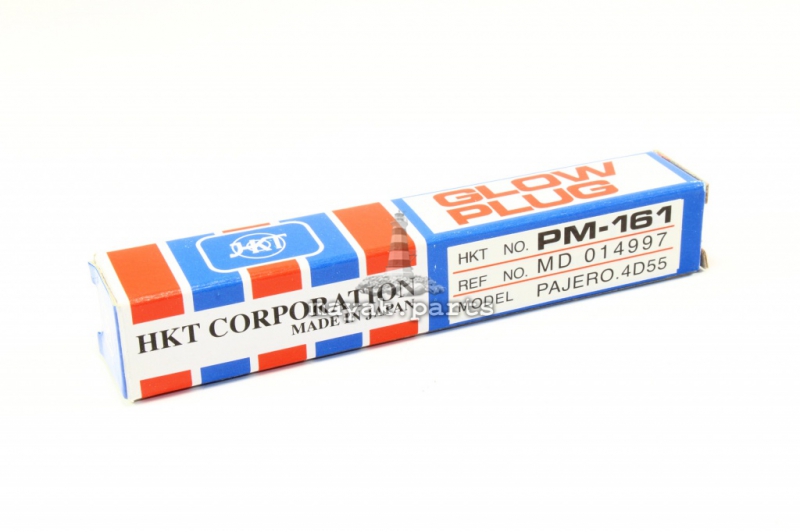 HKT
HKT CORPORATION
MADE IN JAPAN
GLOW
PLUG
HKT NO. PM-161
REF NO. MD 014997
MODEL PAJERO.4D55